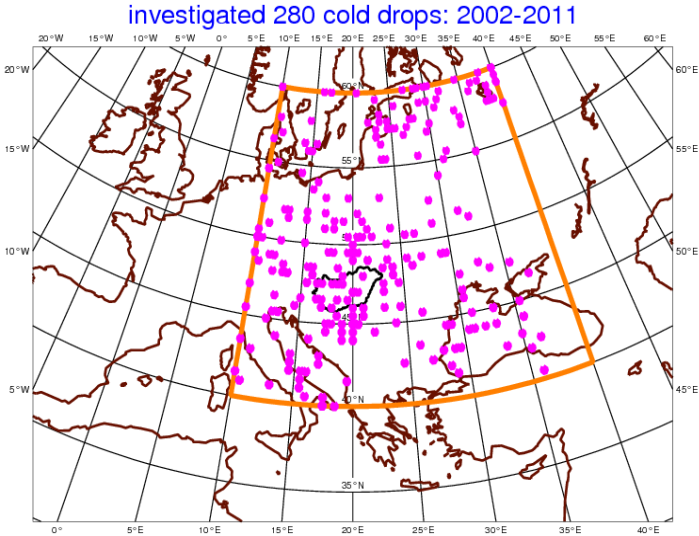 investigated 280 cold drops: 2002-2011
20°W 15°W 10°W 5°W 0°E 5°E 10°E 15°E 20°E 25°E 30°E 35°E 40°E 45°E 50°E 55°E 60°E
20°W 60°N 60°E
15°W 55°E
55°N
10°W 50°E
45°N
5°W 40°N 45°E
35°N
0° 5°E 10°E 15°E 20°E 25°E 30°E 35°E 40°E